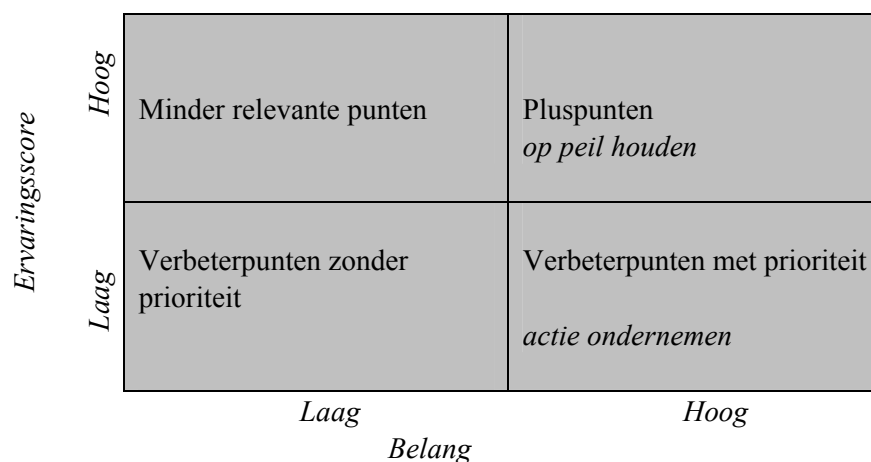 Ervaringsscore
Hoog
Minder relevante punten
Pluspunten
op peil houden
Laag
Verbeterpunten zonder
prioriteit
Verbeterpunten met prioriteit
actie ondernemen
Laag
Hoog
Belang